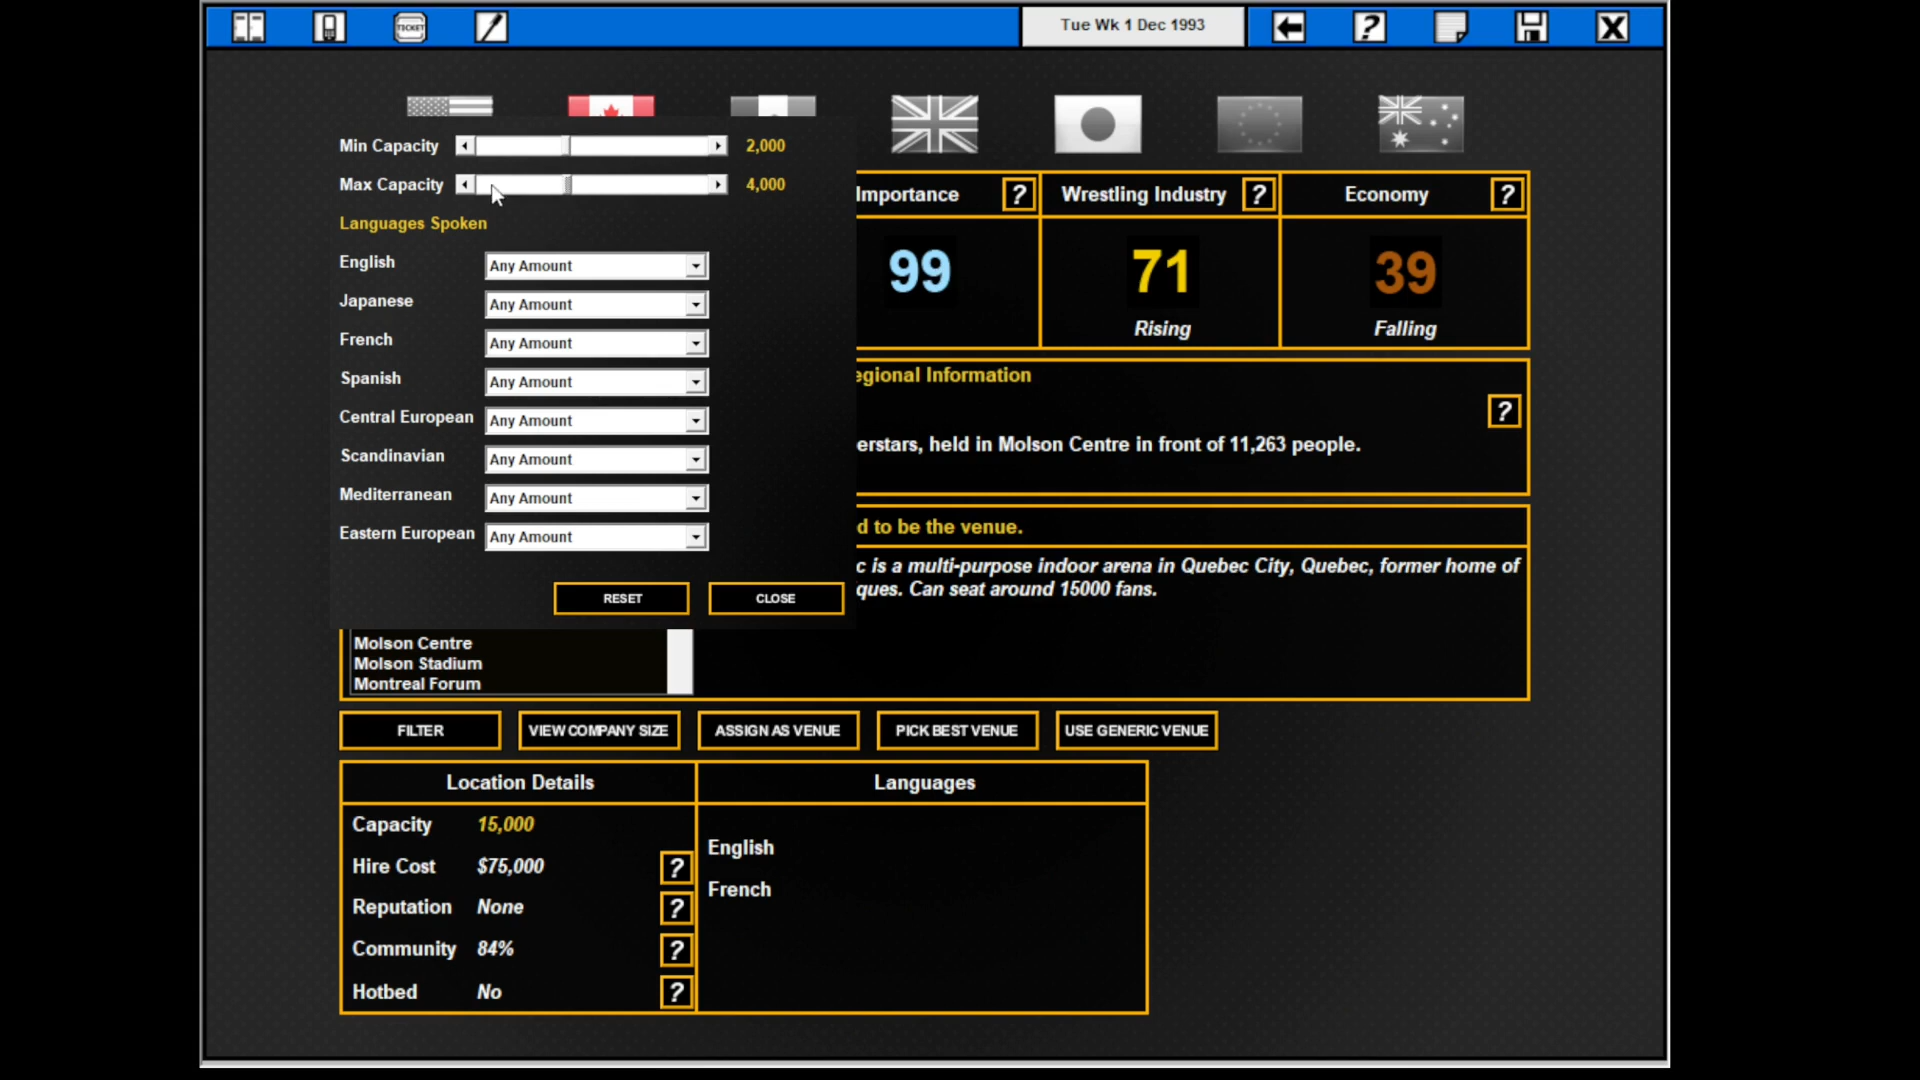 TICKET
Tue Wk 1 Dec 1993
?
X
Min Capacity 2,000
Max Capacity 4,000
Languages Spoken
English Any Amount
Japanese Any Amount
French Any Amount
Spanish Any Amount
Central European Any Amount
Scandinavian Any Amount
Mediterranean Any Amount
Eastern European Any Amount
RESET CLOSE
Importance ? Wrestling Industry ? Economy ?
99 71 39
Rising Falling
egional Information
?
erstars, held in Molson Centre in front of 11,263 people.
d to be the venue.
c is a multi-purpose indoor arena in Quebec City, Quebec, former home of
ques. Can seat around 15000 fans.
Molson Centre
Molson Stadium
Montreal Forum
FILTER VIEW COMPANY SIZE ASSIGN AS VENUE PICK BEST VENUE USE GENERIC VENUE
Location Details Languages
Capacity 15,000
Hire Cost $75,000 ?
Reputation None ?
Community 84% ?
Hotbed No ?
English
French